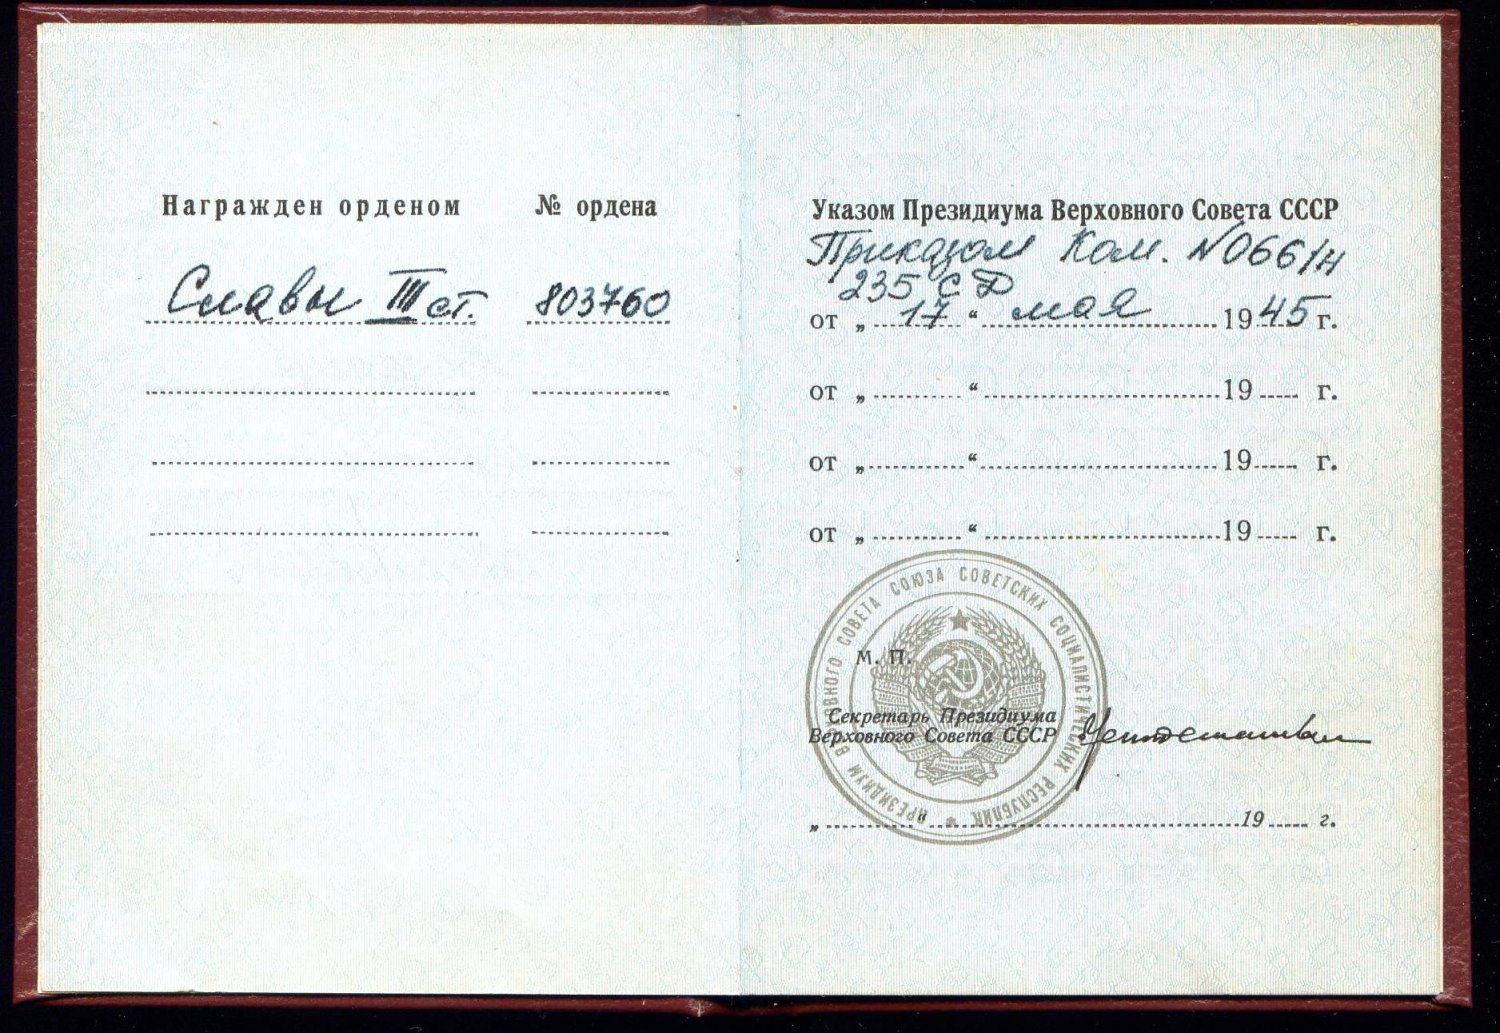 Награжден орденом № ордена
Славы III ст. 803760
Указом Президиума Верховного Совета СССР
Приказом Ком. № 066/н
235 СД
от „ 17 “ мая 1945 г.
от „ “ 19 г.
от „ “ 19 г.
от „ “ 19 г.
ПРЕЗИДИУМ ВЕРХОВНОГО СОВЕТА СОЮЗА СОВЕТСКИХ СОЦИАЛИСТИЧЕСКИХ РЕСПУБЛИК
М. П.
Секретарь Президиума
Верховного Совета СССР
„ “ 19 г.